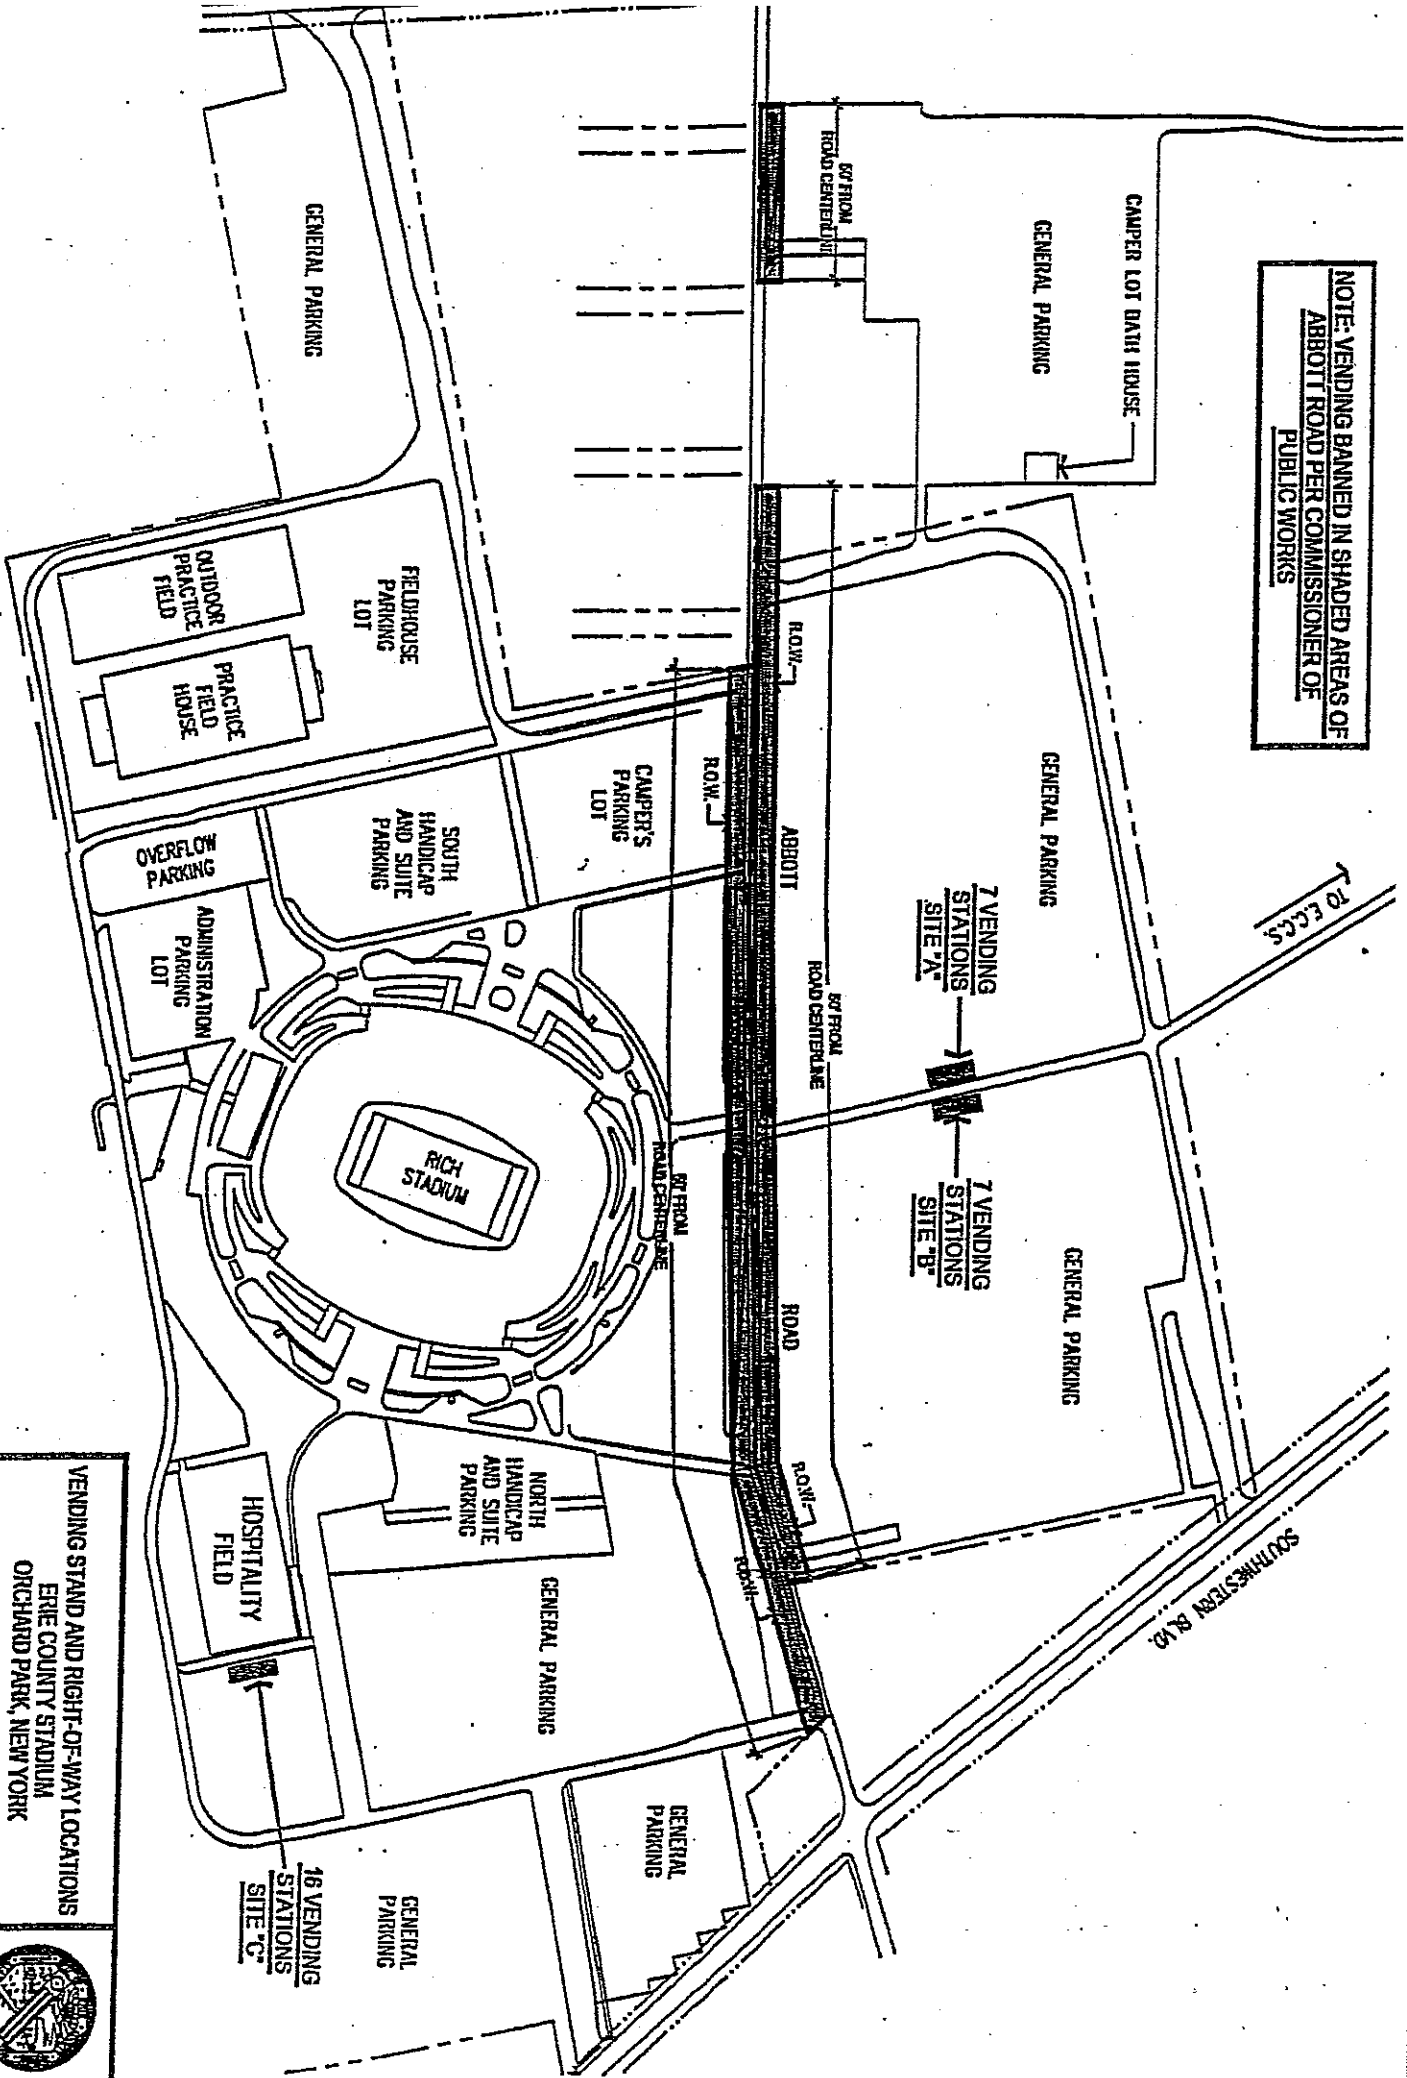 NOTE: VENDING BANNED IN SHADED AREAS OF
ABBOTT ROAD PER COMMISSIONER OF
PUBLIC WORKS
CAMPER LOT BATH HOUSE
GENERAL PARKING
60' FROM
ROAD CENTERLINE
GENERAL PARKING
TO E.C.C.S.
7 VENDING
STATIONS
SITE "A"
7 VENDING
STATIONS
SITE "B"
GENERAL PARKING
SOUTHWESTERN BLVD.
60' FROM
ROAD CENTERLINE
R.O.W.
ABBOTT
ROAD
R.O.W.
R.O.W.
R.O.W.
60' FROM
ROAD CENTERLINE
GENERAL PARKING
FIELDHOUSE
PARKING
LOT
OUTDOOR
PRACTICE
FIELD
PRACTICE
FIELD
HOUSE
CAMPER'S
PARKING
LOT
SOUTH
HANDICAP
AND SUITE
PARKING
OVERFLOW
PARKING
ADMINISTRATION
PARKING
LOT
RICH
STADIUM
NORTH
HANDICAP
AND SUITE
PARKING
HOSPITALITY
FIELD
GENERAL PARKING
GENERAL
PARKING
GENERAL
PARKING
16 VENDING
STATIONS
SITE "C"
VENDING STAND AND RIGHT-OF-WAY LOCATIONS
ERIE COUNTY STADIUM
ORCHARD PARK, NEW YORK